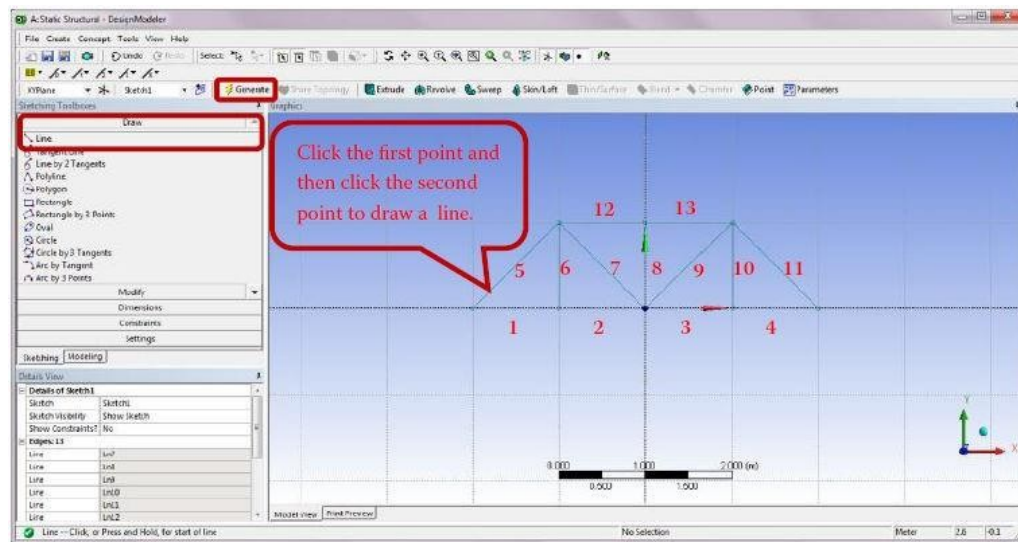 A: Static Structural - DesignModeler
File Create Concept Tools View Help
Undo Redo Select:
XYPlane Sketch1 Generate Share Topology Extrude Revolve Sweep Skin/Loft Thin/Surface Blend Chamfer Point Parameters
Sketching Toolboxes
Draw
Line
Tangent Line
Line by 2 Tangents
Polyline
Polygon
Rectangle
Rectangle by 3 Points
Oval
Circle
Circle by 3 Tangents
Arc by Tangent
Arc by 3 Points
Modify
Dimensions
Constraints
Settings
Sketching Modeling
Details View
Details of Sketch1
Sketch Sketch1
Sketch Visibility Show Sketch
Show Constraints? No
Edges: 13
Line Ln7
Line Ln8
Line Ln9
Line Ln10
Line Ln11
Line Ln12
Graphics
Click the first point and
then click the second
point to draw a line.
12 13
5 6 7 8 9 10 11
1 2 3 4
0.000 1.000 2.000 (m)
0.500 1.500
Y
X
Model View Print Preview
Line -- Click, or Press and Hold, for start of line No Selection Meter 2.6 -0.1